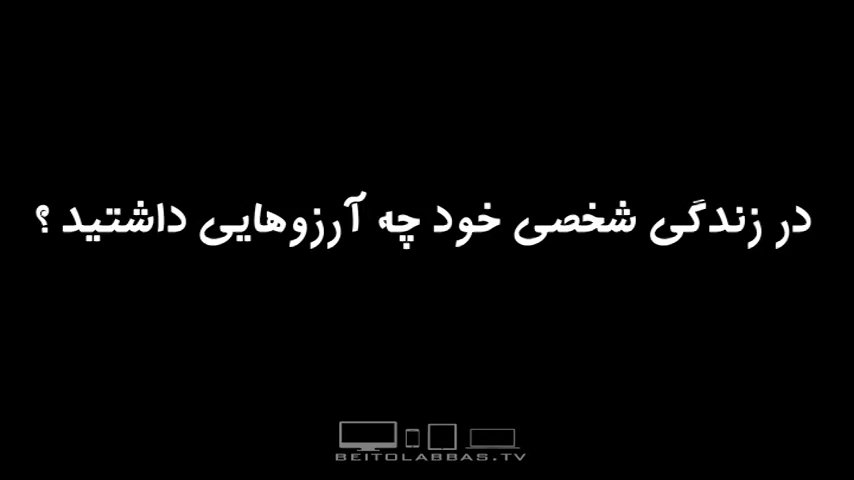 در زندگی شخصی خود چه آرزوهایی داشتید ؟
BEITOLABBAS.TV